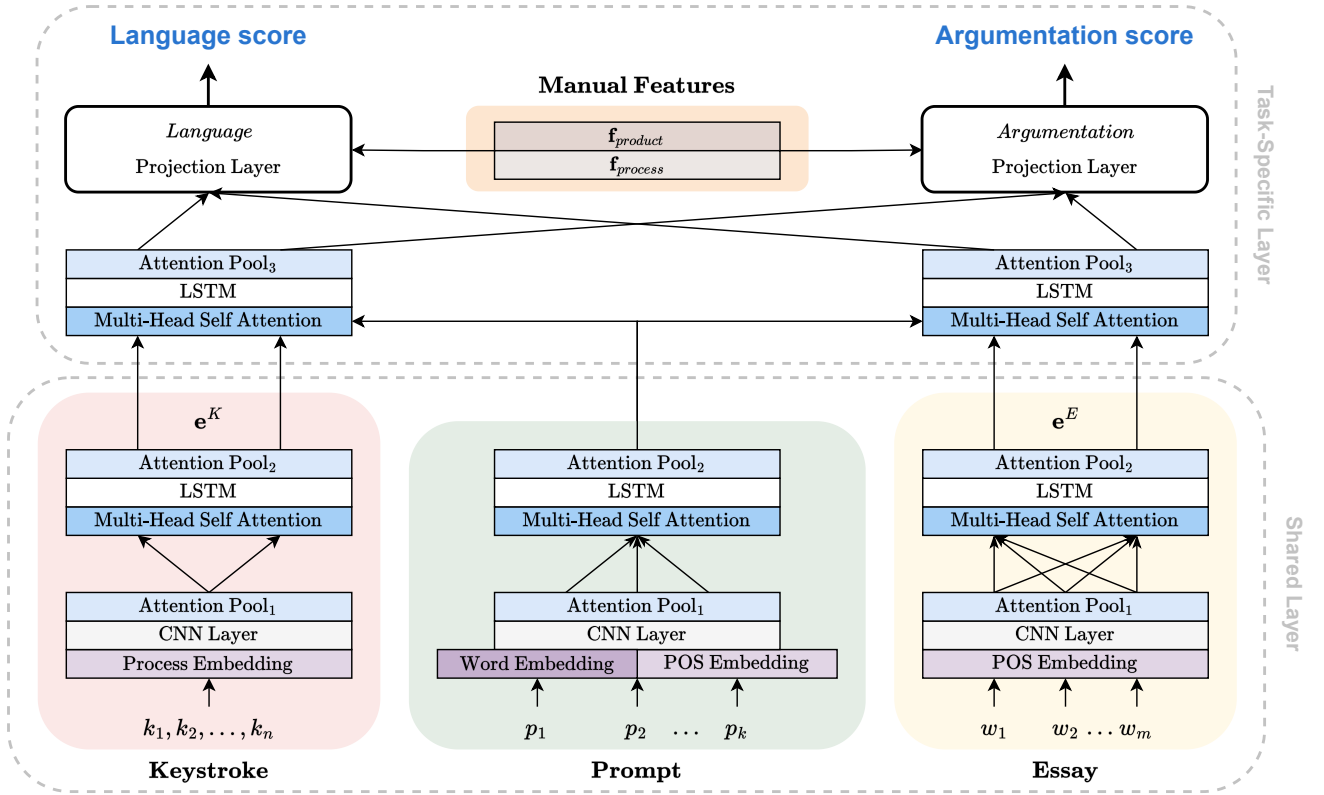 Language score
Argumentation score
Manual Features
Language
Projection Layer
f_product
f_process
Argumentation
Projection Layer
Task-Specific Layer
Attention Pool₃
LSTM
Multi-Head Self Attention
Attention Pool₃
LSTM
Multi-Head Self Attention
e^K
Attention Pool₂
LSTM
Multi-Head Self Attention
Attention Pool₁
CNN Layer
Process Embedding
k₁, k₂, . . . , kₙ
Keystroke
Attention Pool₂
LSTM
Multi-Head Self Attention
Attention Pool₁
CNN Layer
Word Embedding POS Embedding
p₁ p₂ . . . pₖ
Prompt
e^E
Attention Pool₂
LSTM
Multi-Head Self Attention
Attention Pool₁
CNN Layer
POS Embedding
w₁ w₂ . . . wₘ
Essay
Shared Layer